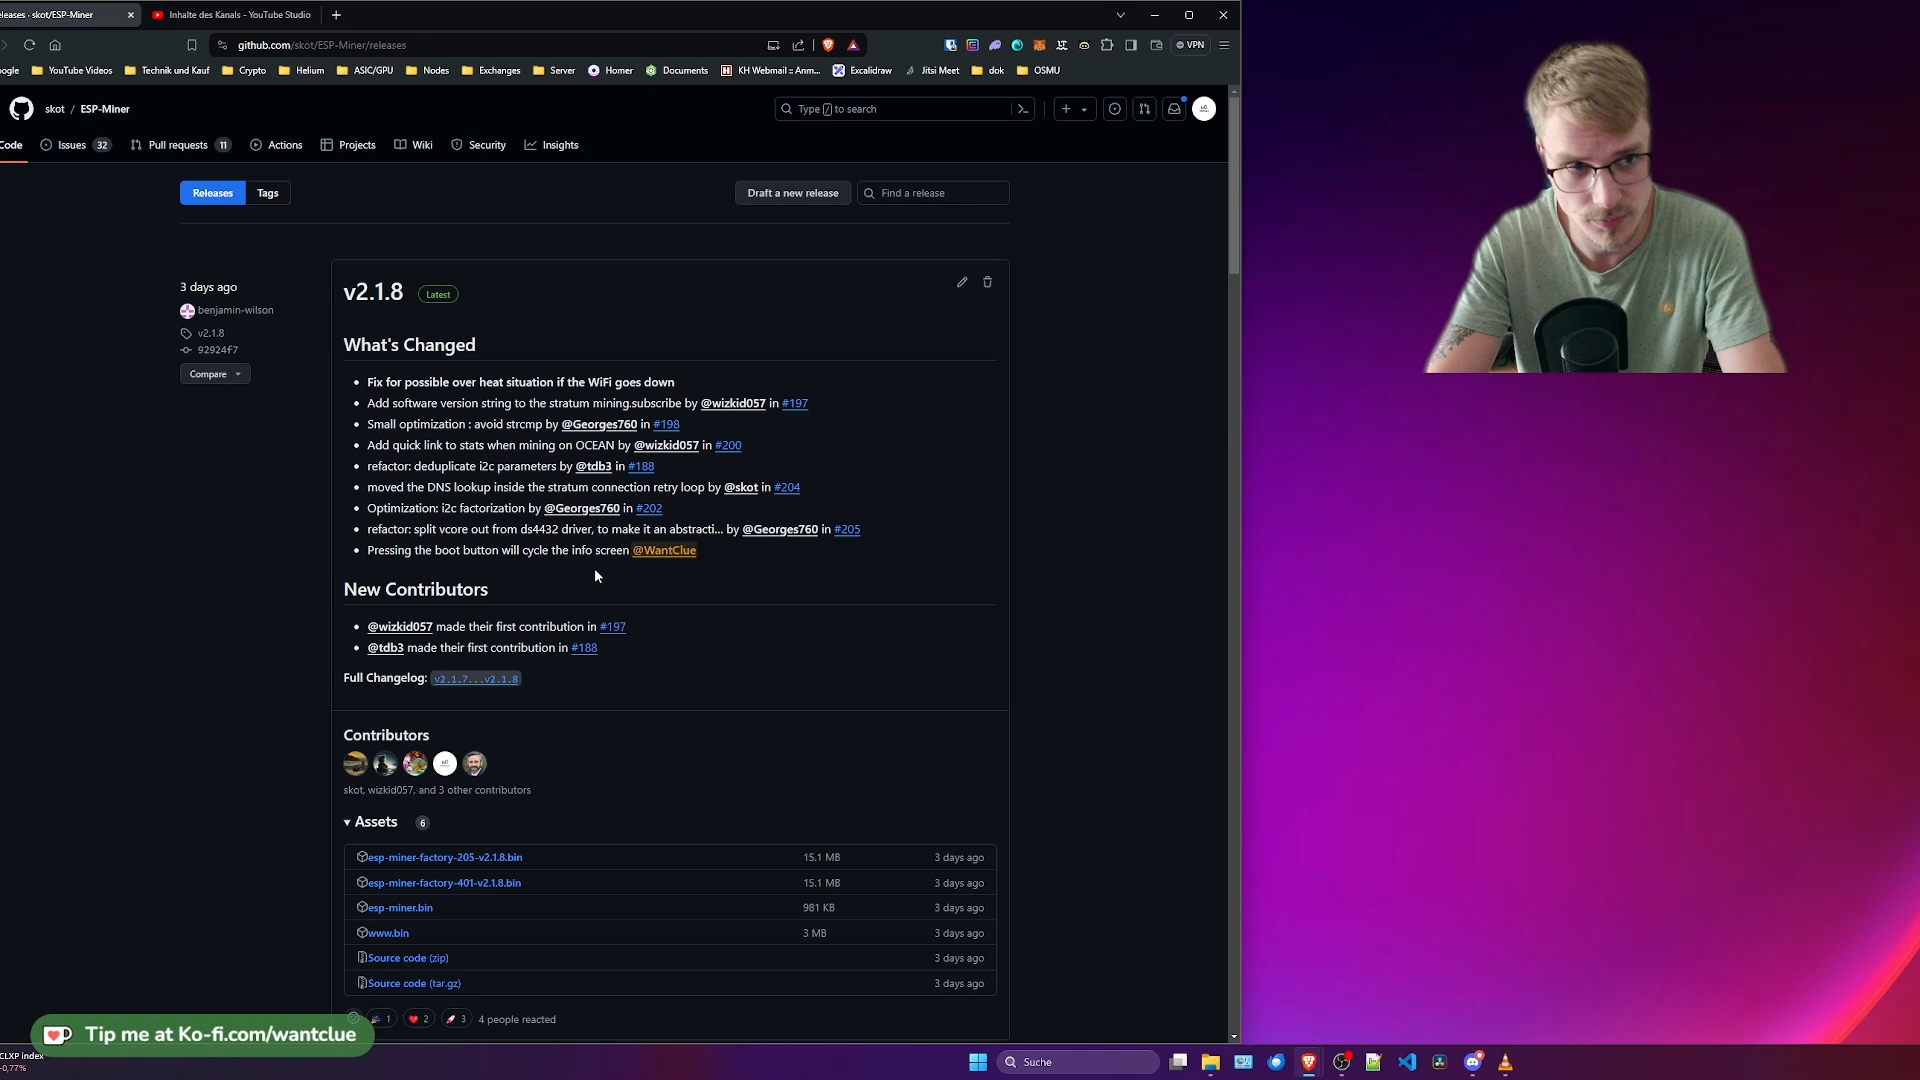 eleases · skot/ESP-Miner
Inhalte des Kanals - YouTube Studio
github.com/skot/ESP-Miner/releases
VPN
ogle
YouTube Videos
Technik und Kauf
Crypto
Helium
ASIC/GPU
Nodes
Exchanges
Server
Homer
Documents
KH Webmail :: Anm...
Excalidraw
Jitsi Meet
dok
OSMU
skot / ESP-Miner
Type / to search
Code
Issues 32
Pull requests 11
Actions
Projects
Wiki
Security
Insights
Releases
Tags
Draft a new release
Find a release
3 days ago
benjamin-wilson
v2.1.8
92924f7
Compare
v2.1.8 Latest
What's Changed
Fix for possible over heat situation if the WiFi goes down
Add software version string to the stratum mining.subscribe by @wizkid057 in #197
Small optimization : avoid strcmp by @Georges760 in #198
Add quick link to stats when mining on OCEAN by @wizkid057 in #200
refactor: deduplicate i2c parameters by @tdb3 in #188
moved the DNS lookup inside the stratum connection retry loop by @skot in #204
Optimization: i2c factorization by @Georges760 in #202
refactor: split vcore out from ds4432 driver, to make it an abstracti... by @Georges760 in #205
Pressing the boot button will cycle the info screen @WantClue
New Contributors
@wizkid057 made their first contribution in #197
@tdb3 made their first contribution in #188
Full Changelog: v2.1.7...v2.1.8
Contributors
skot, wizkid057, and 3 other contributors
Assets 6
esp-miner-factory-205-v2.1.8.bin 15.1 MB 3 days ago
esp-miner-factory-401-v2.1.8.bin 15.1 MB 3 days ago
esp-miner.bin 981 KB 3 days ago
www.bin 3 MB 3 days ago
Source code (zip) 3 days ago
Source code (tar.gz) 3 days ago
1 2 3 4 people reacted
Tip me at Ko-fi.com/wantclue
CLXP index
-0,77%
Suche